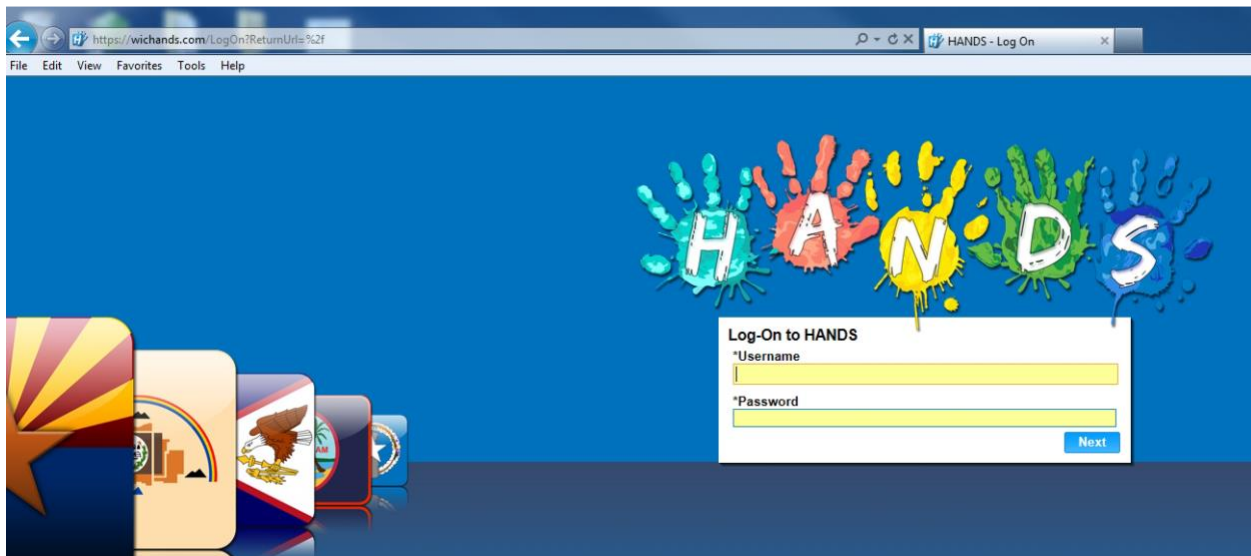 https://wichands.com/LogOn?ReturnUrl=%2f
HANDS - Log On
File Edit View Favorites Tools Help
HANDS
Log-On to HANDS
*Username
*Password
Next